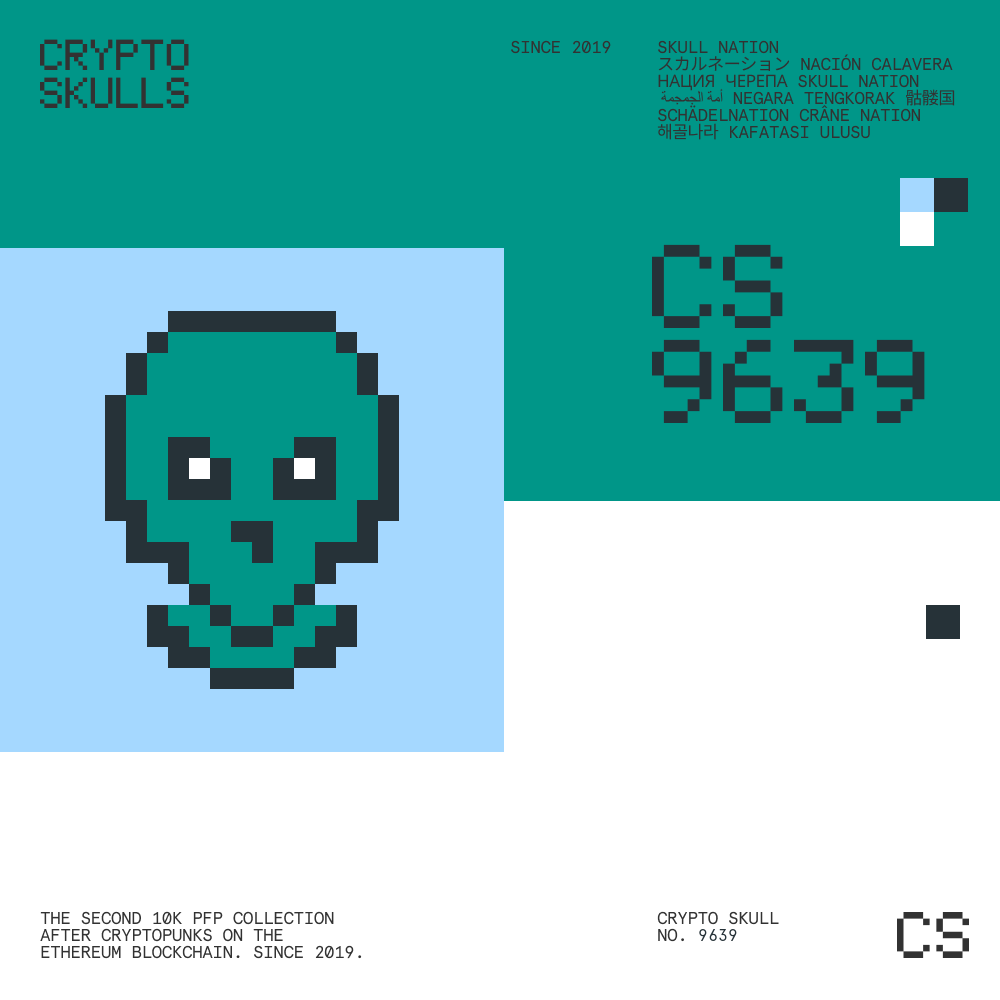 CRYPTO
SKULLS
SINCE 2019
SKULL NATION
スカルネーション NACIÓN CALAVERA
НАЦИЯ ЧЕРЕПА SKULL NATION
أمة الجمجمة NEGARA TENGKORAK 骷髅国
SCHÄDELNATION CRÂNE NATION
해골나라 KAFATASI ULUSU
CS
9639
THE SECOND 10K PFP COLLECTION
AFTER CRYPTOPUNKS ON THE
ETHEREUM BLOCKCHAIN. SINCE 2019.
CRYPTO SKULL
NO. 9639
CS